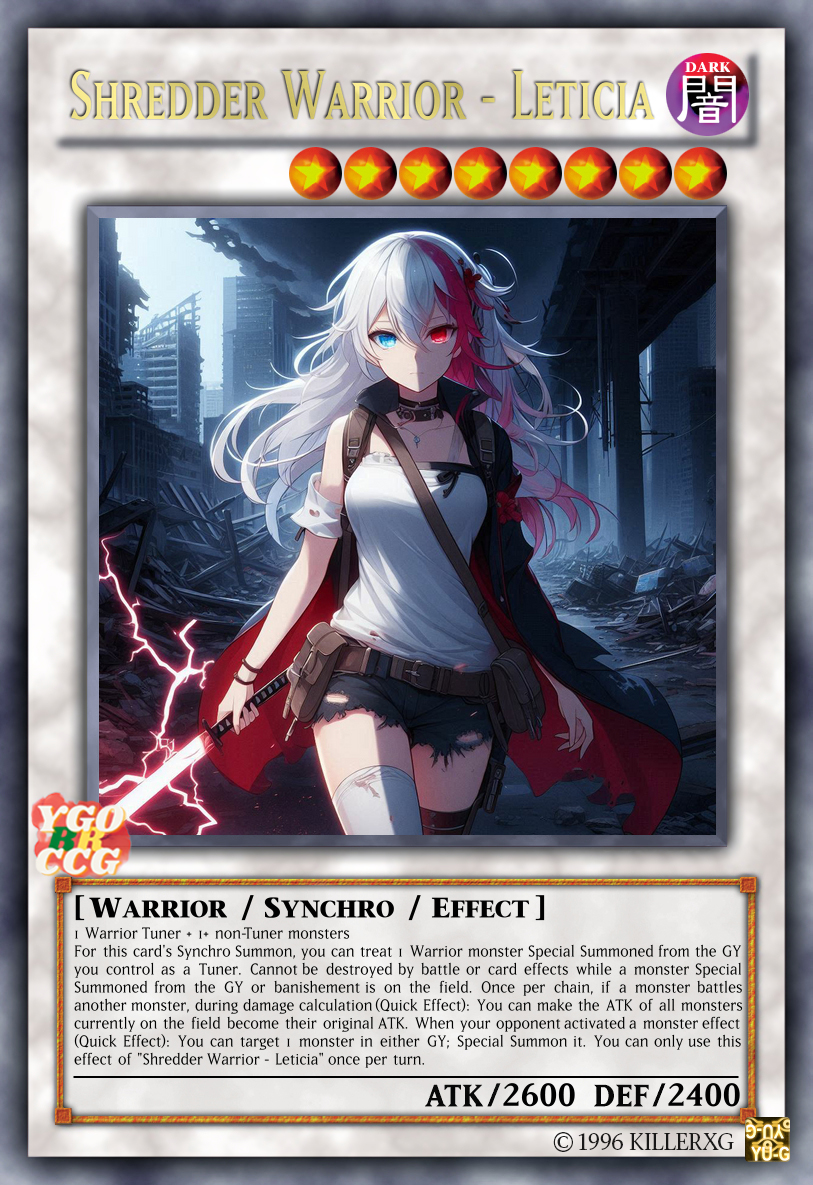 Shredder Warrior - Leticia
DARK
闇
YGO
BR
CCG
[ Warrior / Synchro / Effect ]
1 Warrior Tuner + 1+ non-Tuner monsters
For this card's Synchro Summon, you can treat 1 Warrior monster Special Summoned from the GY
you control as a Tuner. Cannot be destroyed by battle or card effects while a monster Special
Summoned from the GY or banishement is on the field. Once per chain, if a monster battles
another monster, during damage calculation (Quick Effect): You can make the ATK of all monsters
currently on the field become their original ATK. When your opponent activated a monster effect
(Quick Effect): You can target 1 monster in either GY; Special Summon it. You can only use this
effect of "Shredder Warrior - Leticia" once per turn.
ATK/2600 DEF/2400
© 1996 KILLERXG